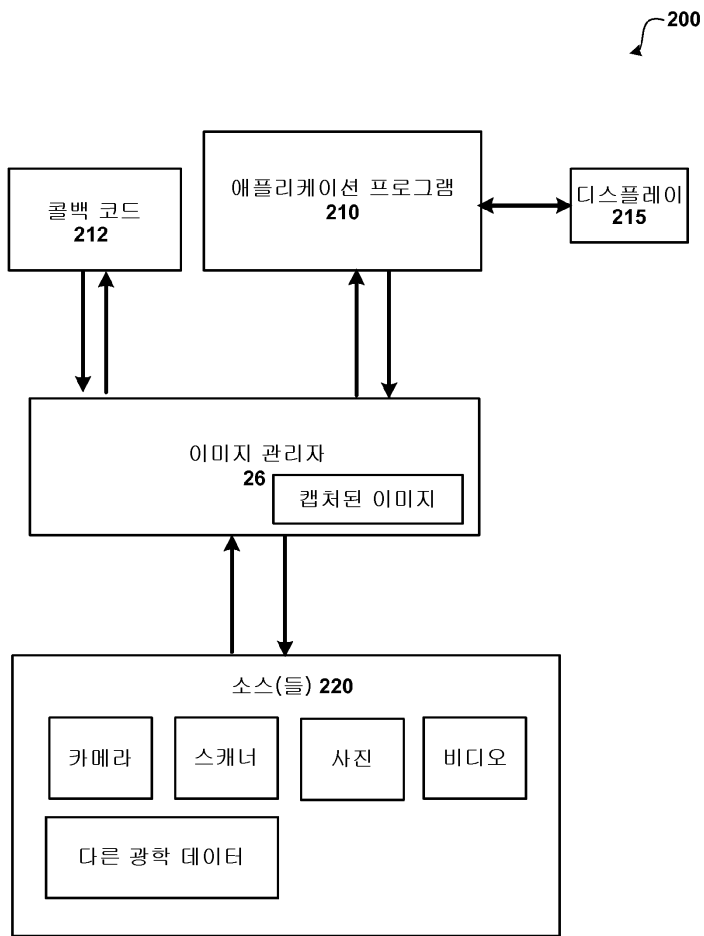 200
애플리케이션 프로그램
210
콜백 코드
212
디스플레이
215
이미지 관리자
26
캡처된 이미지
소스(들) 220
카메라
스캐너
사진
비디오
다른 광학 데이터